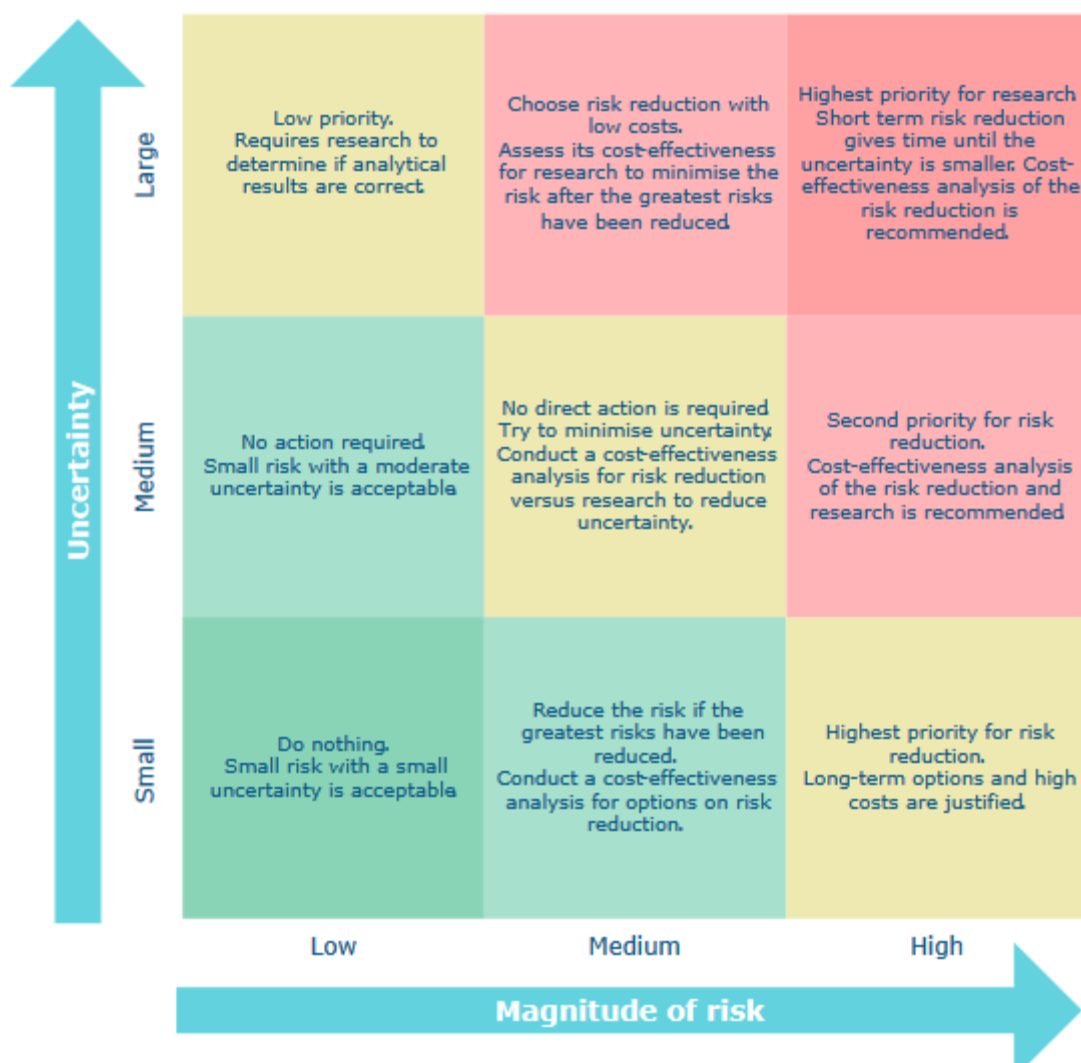 Uncertainty
Large
Low priority.
Requires research to
determine if analytical
results are correct.
Choose risk reduction with
low costs.
Assess its cost-effectiveness
for research to minimise the
risk after the greatest risks
have been reduced.
Highest priority for research
Short term risk reduction
gives time until the
uncertainty is smaller. Cost-
effectiveness analysis of the
risk reduction is
recommended.
Medium
No action required.
Small risk with a moderate
uncertainty is acceptable.
No direct action is required
Try to minimise uncertainty.
Conduct a cost-effectiveness
analysis for risk reduction
versus research to reduce
uncertainty.
Second priority for risk
reduction.
Cost-effectiveness analysis
of the risk reduction and
research is recommended
Small
Do nothing.
Small risk with a small
uncertainty is acceptable.
Reduce the risk if the
greatest risks have been
reduced.
Conduct a cost-effectiveness
analysis for options on risk
reduction.
Highest priority for risk
reduction.
Long-term options and high
costs are justified.
Low
Medium
High
Magnitude of risk